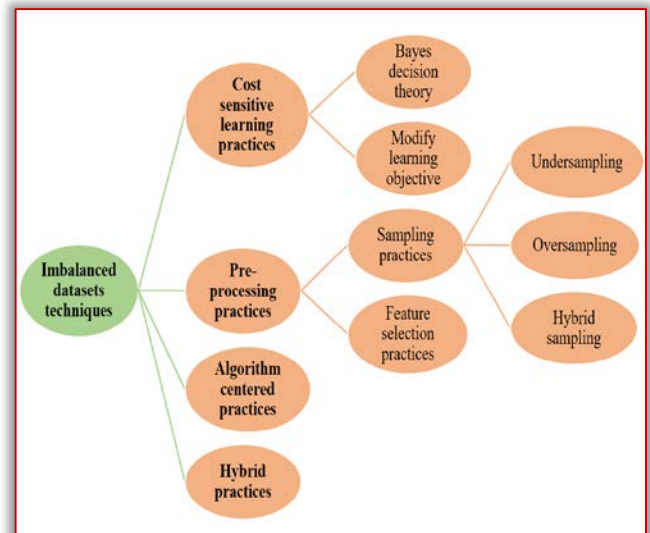 Imbalanced
datasets
techniques
Cost
sensitive
learning
practices
Bayes
decision
theory
Modify
learning
objective
Pre-
processing
practices
Sampling
practices
Undersampling
Oversampling
Hybrid
sampling
Feature
selection
practices
Algorithm
centered
practices
Hybrid
practices